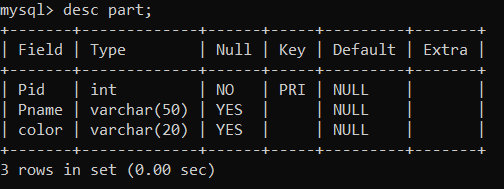 mysql> desc part;
+-------+-------------+------+-----+---------+-------+
| Field | Type        | Null | Key | Default | Extra |
+-------+-------------+------+-----+---------+-------+
| Pid   | int         | NO   | PRI | NULL    |       |
| Pname | varchar(50) | YES  |     | NULL    |       |
| color | varchar(20) | YES  |     | NULL    |       |
+-------+-------------+------+-----+---------+-------+
3 rows in set (0.00 sec)